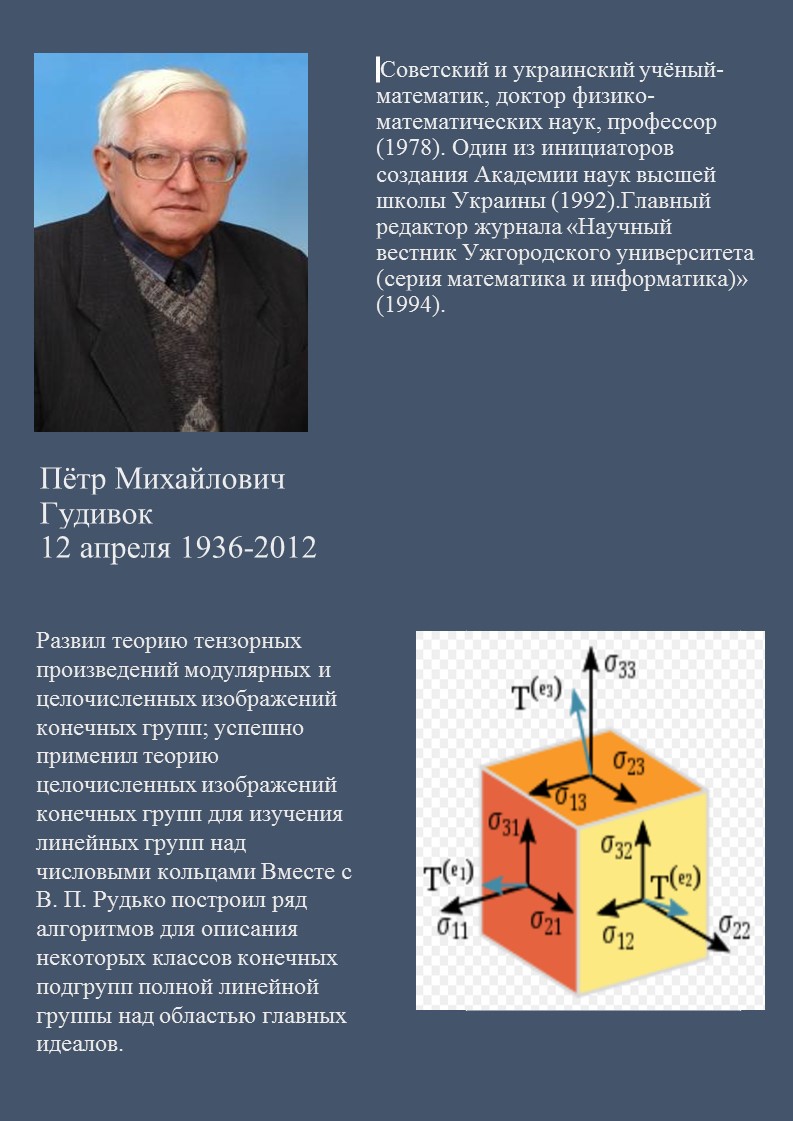 Советский и украинский учёный-
математик, доктор физико-
математических наук, профессор
(1978). Один из инициаторов
создания Академии наук высшей
школы Украины (1992).Главный
редактор журнала «Научный
вестник Ужгородского университета
(серия математика и информатика)»
(1994).
Пётр Михайлович
Гудивок
12 апреля 1936-2012
Развил теорию тензорных
произведений модулярных и
целочисленных изображений
конечных групп; успешно
применил теорию
целочисленных изображений
конечных групп для изучения
линейных групп над
числовыми кольцами Вместе с
В. П. Рудько построил ряд
алгоритмов для описания
некоторых классов конечных
подгрупп полной линейной
группы над областью главных
идеалов.
σ33
T(e3)
σ23
σ13
σ31
σ32
T(e1)
T(e2)
σ11
σ21
σ12
σ22